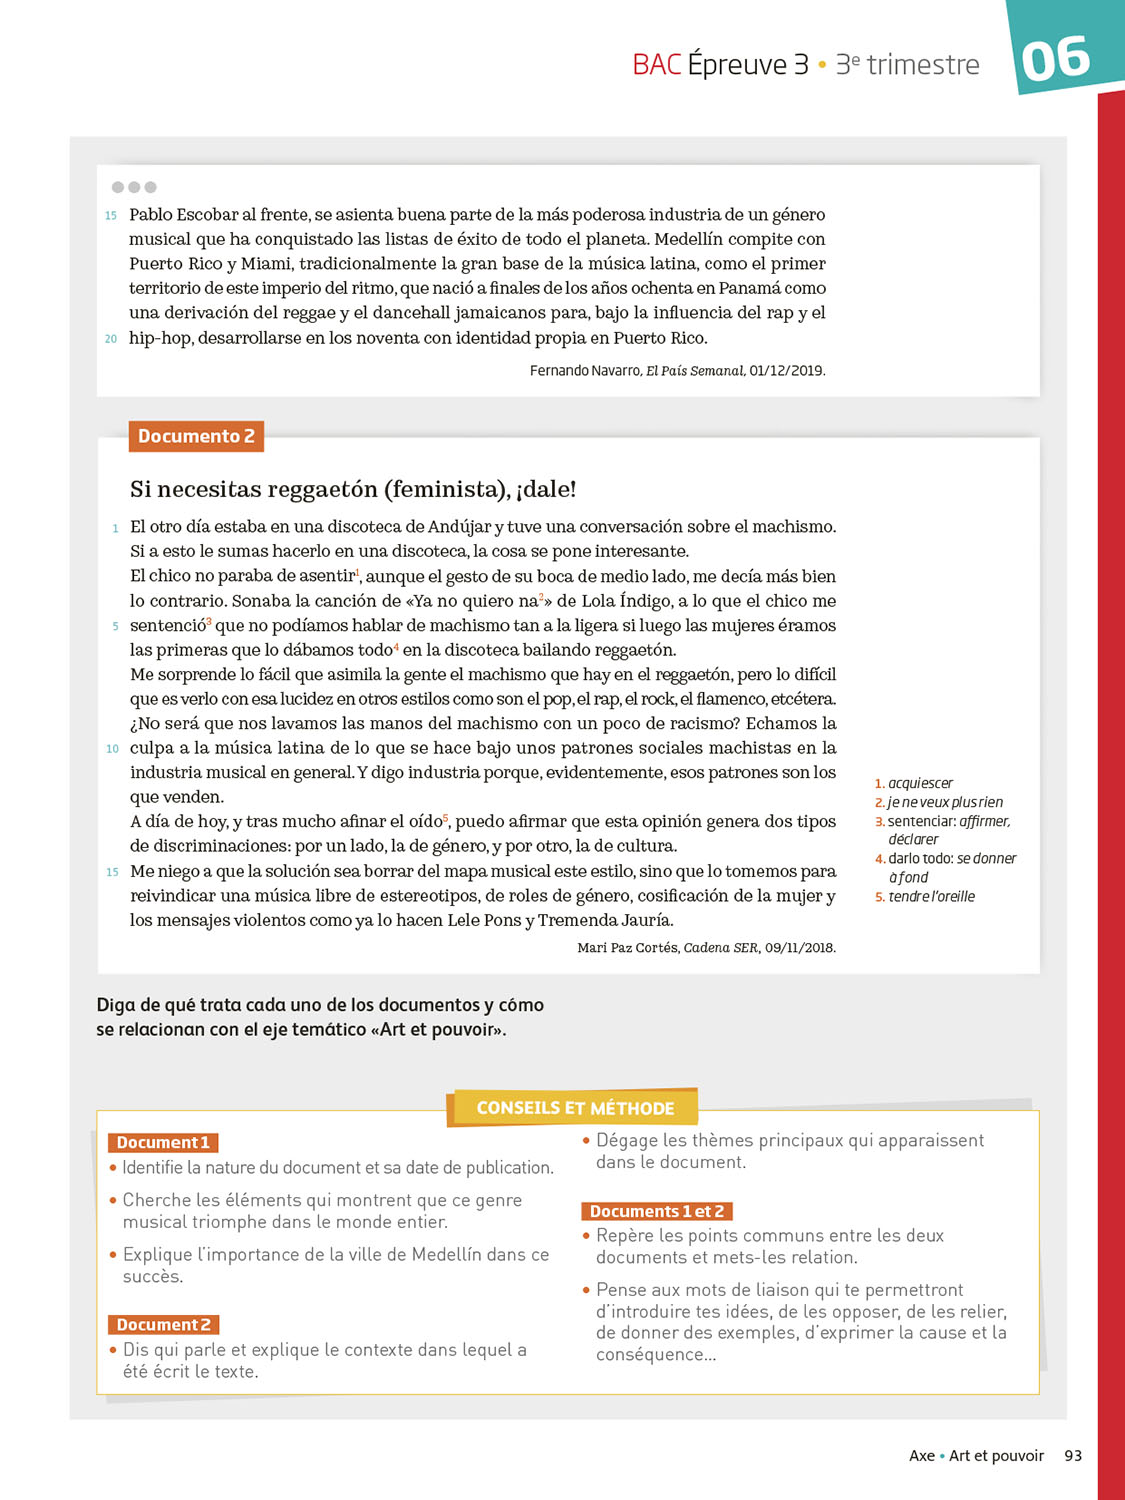 BAC Épreuve 3 • 3e trimestre
06
15 Pablo Escobar al frente, se asienta buena parte de la más poderosa industria de un género
musical que ha conquistado las listas de éxito de todo el planeta. Medellín compite con
Puerto Rico y Miami, tradicionalmente la gran base de la música latina, como el primer
territorio de este imperio del ritmo, que nació a finales de los años ochenta en Panamá como
una derivación del reggae y el dancehall jamaicanos para, bajo la influencia del rap y el
20 hip-hop, desarrollarse en los noventa con identidad propia en Puerto Rico.
Fernando Navarro, El País Semanal, 01/12/2019.
Documento 2
Si necesitas reggaetón (feminista), ¡dale!
1 El otro día estaba en una discoteca de Andújar y tuve una conversación sobre el machismo.
Si a esto le sumas hacerlo en una discoteca, la cosa se pone interesante.
El chico no paraba de asentir1, aunque el gesto de su boca de medio lado, me decía más bien
lo contrario. Sonaba la canción de «Ya no quiero na2» de Lola Índigo, a lo que el chico me
5 sentenció3 que no podíamos hablar de machismo tan a la ligera si luego las mujeres éramos
las primeras que lo dábamos todo4 en la discoteca bailando reggaetón.
Me sorprende lo fácil que asimila la gente el machismo que hay en el reggaetón, pero lo difícil
que es verlo con esa lucidez en otros estilos como son el pop, el rap, el rock, el flamenco, etcétera.
¿No será que nos lavamos las manos del machismo con un poco de racismo? Echamos la
10 culpa a la música latina de lo que se hace bajo unos patrones sociales machistas en la
industria musical en general. Y digo industria porque, evidentemente, esos patrones son los
que venden.
A día de hoy, y tras mucho afinar el oído5, puedo afirmar que esta opinión genera dos tipos
de discriminaciones: por un lado, la de género, y por otro, la de cultura.
15 Me niego a que la solución sea borrar del mapa musical este estilo, sino que lo tomemos para
reivindicar una música libre de estereotipos, de roles de género, cosificación de la mujer y
los mensajes violentos como ya lo hacen Lele Pons y Tremenda Jauría.
Mari Paz Cortés, Cadena SER, 09/11/2018.
1. acquiescer
2. je ne veux plus rien
3. sentenciar: affirmer,
déclarer
4. darlo todo: se donner
à fond
5. tendre l'oreille
Diga de qué trata cada uno de los documentos y cómo
se relacionan con el eje temático «Art et pouvoir».
CONSEILS ET MÉTHODE
Document 1
• Identifie la nature du document et sa date de publication.
• Cherche les éléments qui montrent que ce genre
musical triomphe dans le monde entier.
• Explique l'importance de la ville de Medellín dans ce
succès.
Document 2
• Dis qui parle et explique le contexte dans lequel a
été écrit le texte.
• Dégage les thèmes principaux qui apparaissent
dans le document.
Documents 1 et 2
• Repère les points communs entre les deux
documents et mets-les relation.
• Pense aux mots de liaison qui te permettront
d'introduire tes idées, de les opposer, de les relier,
de donner des exemples, d'exprimer la cause et la
conséquence...
Axe • Art et pouvoir 93